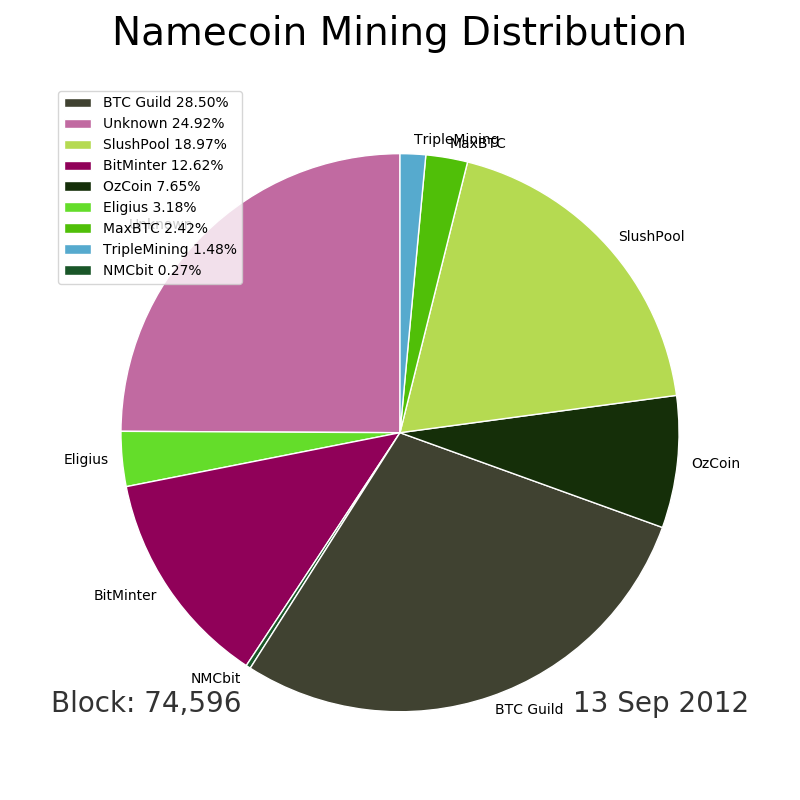 Namecoin Mining Distribution
BTC Guild 28.50%
Unknown 24.92%
SlushPool 18.97%
BitMinter 12.62%
OzCoin 7.65%
Eligius 3.18%
MaxBTC 2.42%
TripleMining 1.48%
NMCbit 0.27%
Unknown
TripleMining
MaxBTC
SlushPool
OzCoin
Eligius
BitMinter
NMCbit
BTC Guild
Block: 74,596
13 Sep 2012